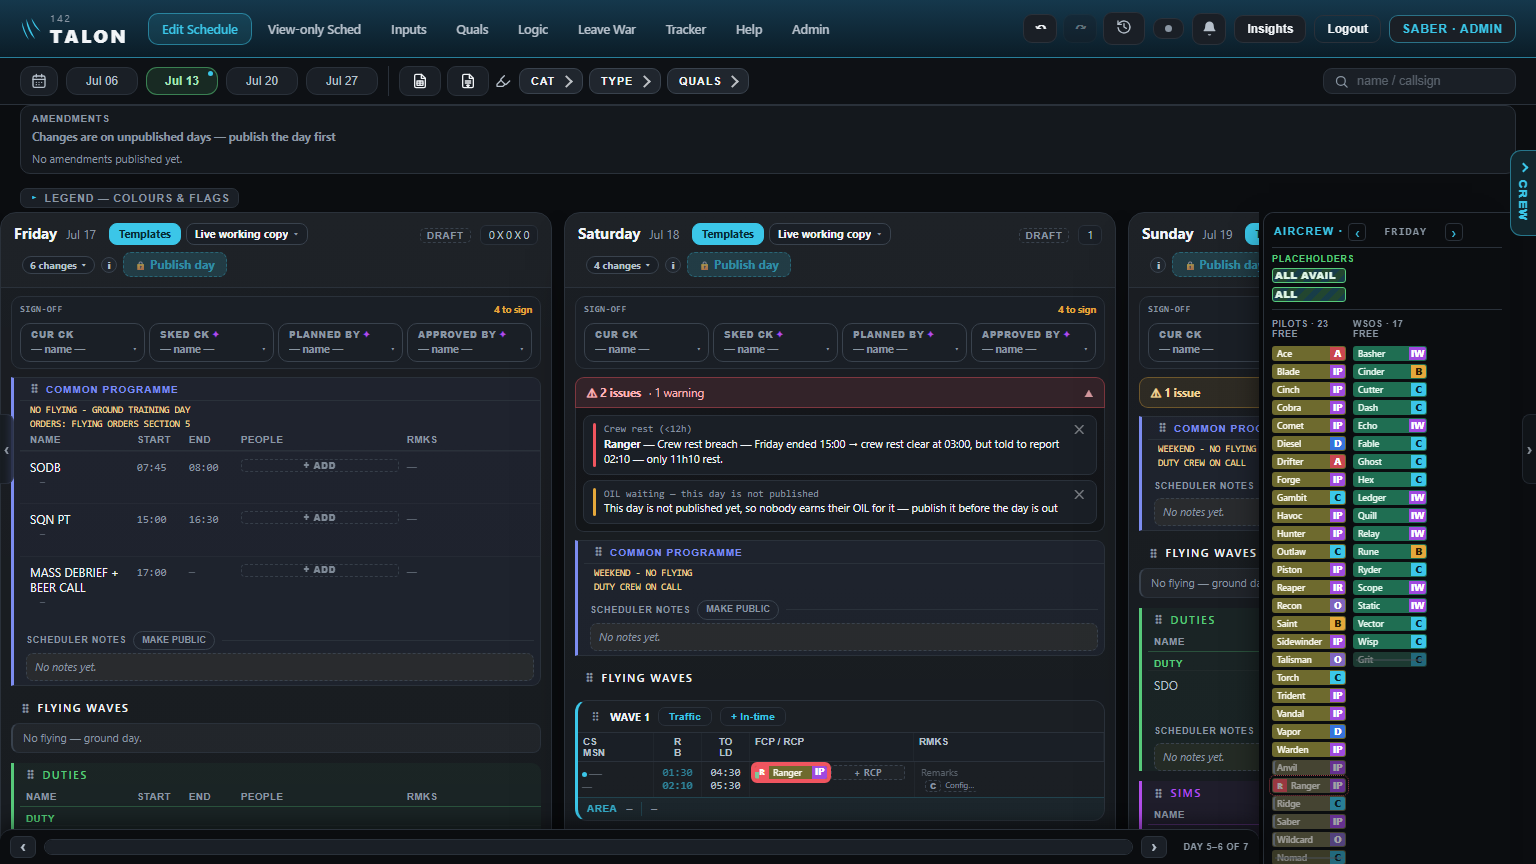 142
TALON
Edit Schedule
View-only Sched
Inputs
Quals
Logic
Leave War
Tracker
Help
Admin
Insights
Logout
SABER · ADMIN
Jul 06
Jul 13
Jul 20
Jul 27
CAT
TYPE
QUALS
name / callsign
AMENDMENTS
Changes are on unpublished days — publish the day first
No amendments published yet.
LEGEND — COLOURS & FLAGS
CREW
Friday Jul 17 Templates Live working copy DRAFT 0X0X0
6 changes i Publish day
SIGN-OFF 4 to sign
CUR CK SKED CK PLANNED BY APPROVED BY
— name — — name — — name — — name —
COMMON PROGRAMME
NO FLYING - GROUND TRAINING DAY
ORDERS: FLYING ORDERS SECTION 5
NAME START END PEOPLE RMKS
SODB 07:45 08:00 + ADD —
—
SQN PT 15:00 16:30 + ADD —
—
MASS DEBRIEF + 17:00 — + ADD —
BEER CALL
—
SCHEDULER NOTES MAKE PUBLIC
No notes yet.
FLYING WAVES
No flying — ground day.
DUTIES
NAME START END PEOPLE RMKS
DUTY
Saturday Jul 18 Templates Live working copy DRAFT 1
4 changes i Publish day
SIGN-OFF 4 to sign
CUR CK SKED CK PLANNED BY APPROVED BY
— name — — name — — name — — name —
2 issues · 1 warning
Crew rest (<12h)
Ranger — Crew rest breach — Friday ended 15:00 → crew rest clear at 03:00, but told to report
02:10 — only 11h10 rest.
OIL waiting — this day is not published
This day is not published yet, so nobody earns their OIL for it — publish it before the day is out
COMMON PROGRAMME
WEEKEND - NO FLYING
DUTY CREW ON CALL
SCHEDULER NOTES MAKE PUBLIC
No notes yet.
FLYING WAVES
WAVE 1 Traffic + In-time
CS R TO FCP / RCP RMKS
MSN B LD
— 01:30 04:30 R Ranger IP + RCP Remarks
— 02:10 05:30 C Config...
AREA — —
Sunday Jul 19
i Publish day
SIGN-OFF
CUR CK
— name —
1 issue
COMMON PROG
WEEKEND - NO FLYING
DUTY CREW ON CALL
SCHEDULER NOTES
No notes yet.
FLYING WAVES
No flying — ground da
DUTIES
NAME
DUTY
SDO
SCHEDULER NOTES
No notes yet.
SIMS
NAME
AIRCREW · FRIDAY
PLACEHOLDERS
ALL AVAIL
ALL
PILOTS · 23 WSOS · 17
FREE FREE
Ace A Basher IW
Blade IP Cinder B
Cinch IP Cutter C
Cobra IP Dash C
Comet IP Echo IW
Diesel D Fable C
Drifter A Ghost C
Forge IP Hex C
Gambit C Ledger IW
Havoc IP Quill IW
Hunter IP Relay IW
Outlaw C Rune B
Piston IP Ryder C
Reaper IR Scope IW
Recon O Static IW
Saint B Vector C
Sidewinder IP Wisp C
Talisman O Grit C
Torch C
Trident IP
Vandal IP
Vapor D
Warden IP
Anvil IP
R Ranger IP
Ridge C
Saber IP
Wildcard O
Nomad C
DAY 5–6 OF 7